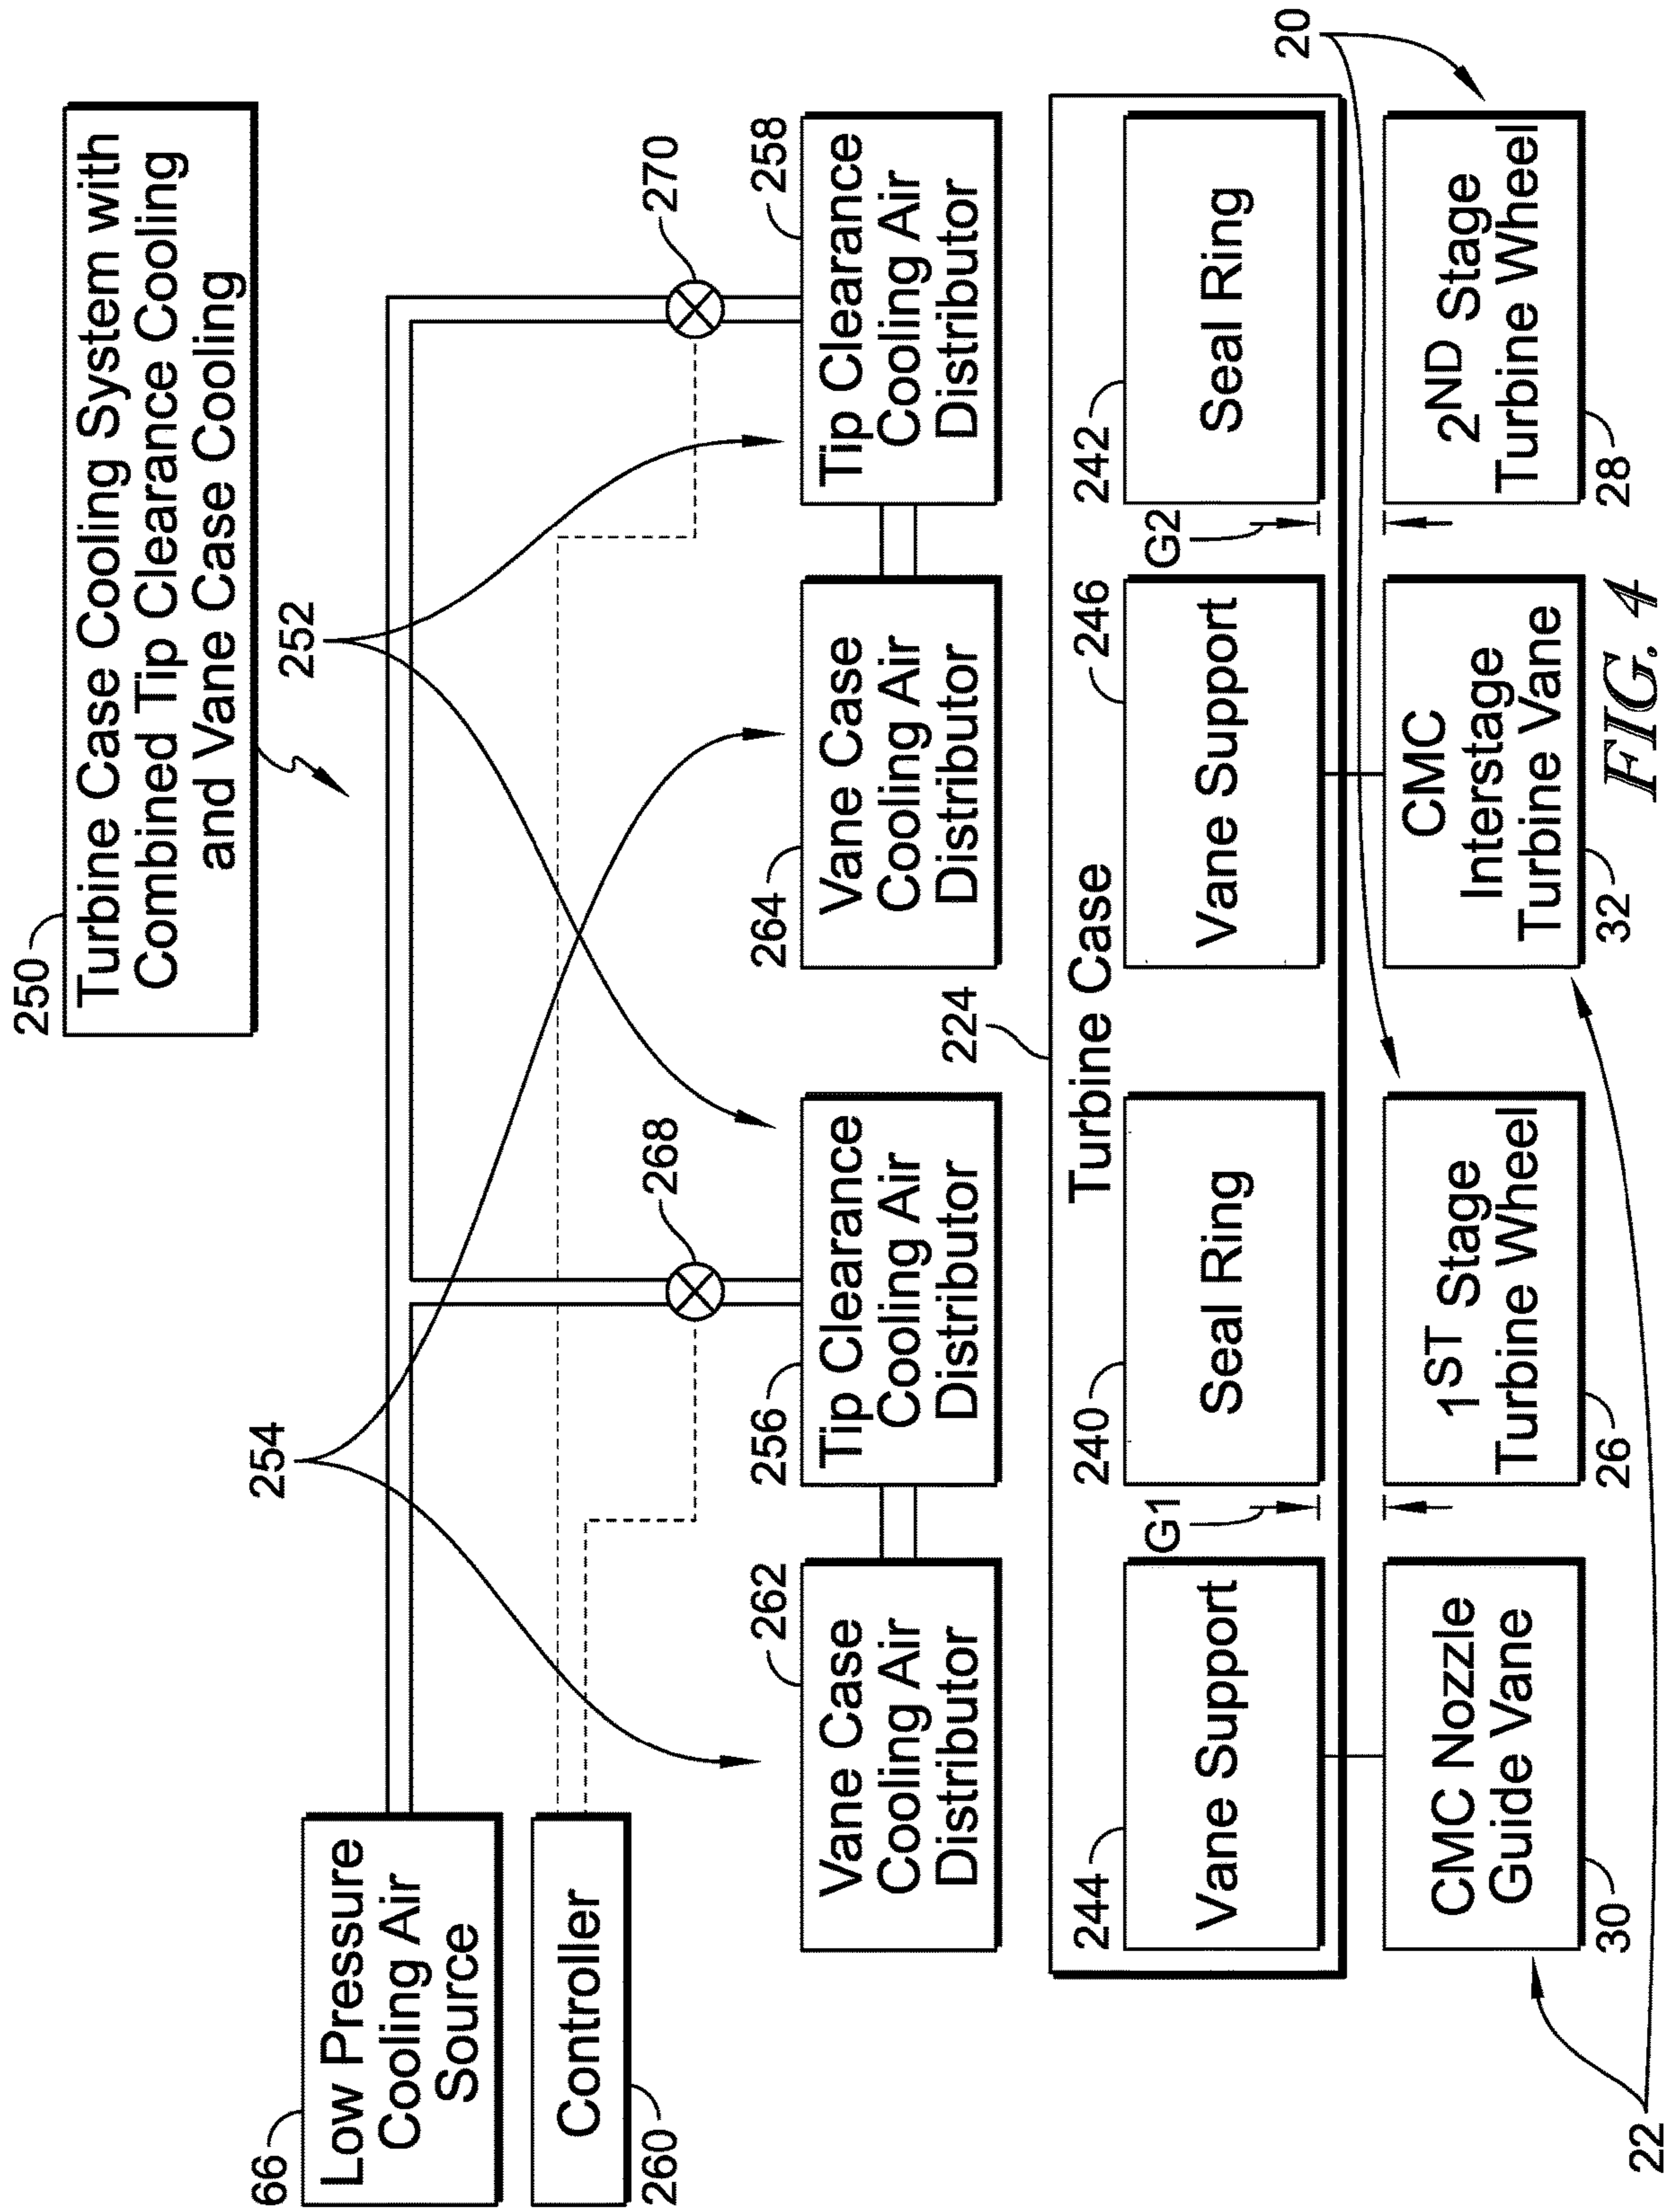 250
Turbine Case Cooling System with
Combined Tip Clearance Cooling
and Vane Case Cooling
66
Low Pressure
Cooling Air
Source
260
Controller
254
252
268
270
262
Vane Case
Cooling Air
Distributor
256
Tip Clearance
Cooling Air
Distributor
264
Vane Case
Cooling Air
Distributor
258
Tip Clearance
Cooling Air
Distributor
224
Turbine Case
244
Vane Support
G1
240
Seal Ring
246
Vane Support
G2
242
Seal Ring
20
22
30
CMC Nozzle
Guide Vane
26
1ST Stage
Turbine Wheel
32
CMC
Interstage
Turbine Vane
28
2ND Stage
Turbine Wheel
FIG. 4